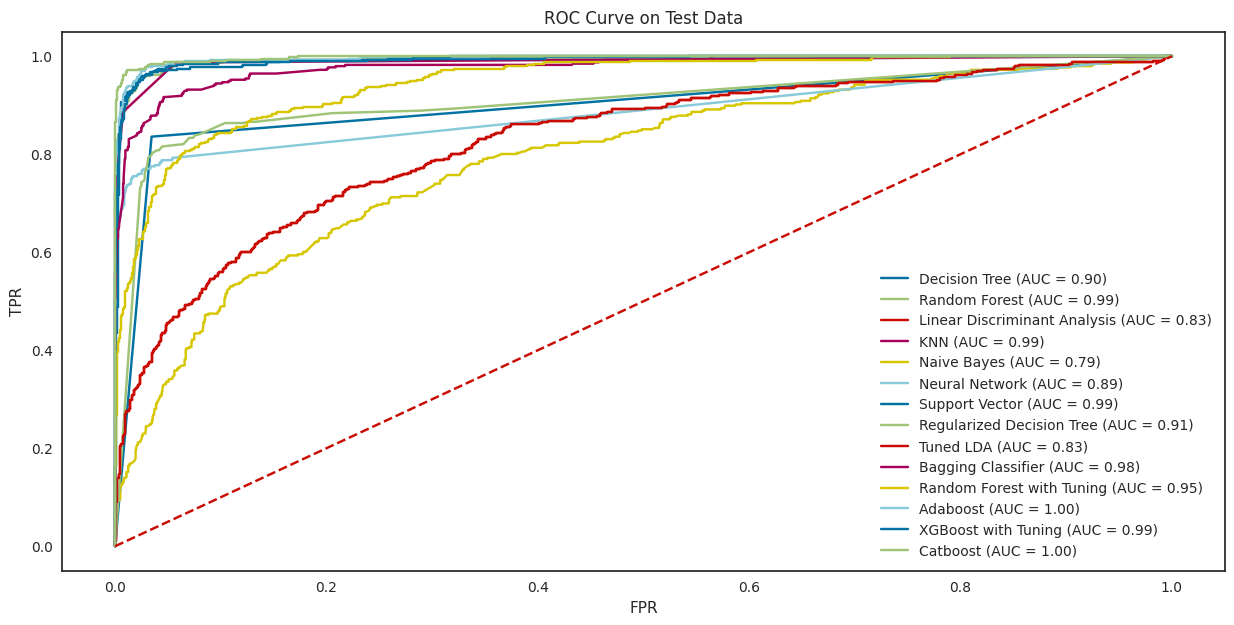 ROC Curve on Test Data
1.0
0.8
0.6
0.4
0.2
0.0
TPR
Decision Tree (AUC = 0.90)
Random Forest (AUC = 0.99)
Linear Discriminant Analysis (AUC = 0.83)
KNN (AUC = 0.99)
Naive Bayes (AUC = 0.79)
Neural Network (AUC = 0.89)
Support Vector (AUC = 0.99)
Regularized Decision Tree (AUC = 0.91)
Tuned LDA (AUC = 0.83)
Bagging Classifier (AUC = 0.98)
Random Forest with Tuning (AUC = 0.95)
Adaboost (AUC = 1.00)
XGBoost with Tuning (AUC = 0.99)
Catboost (AUC = 1.00)
0.0 0.2 0.4 0.6 0.8 1.0
FPR